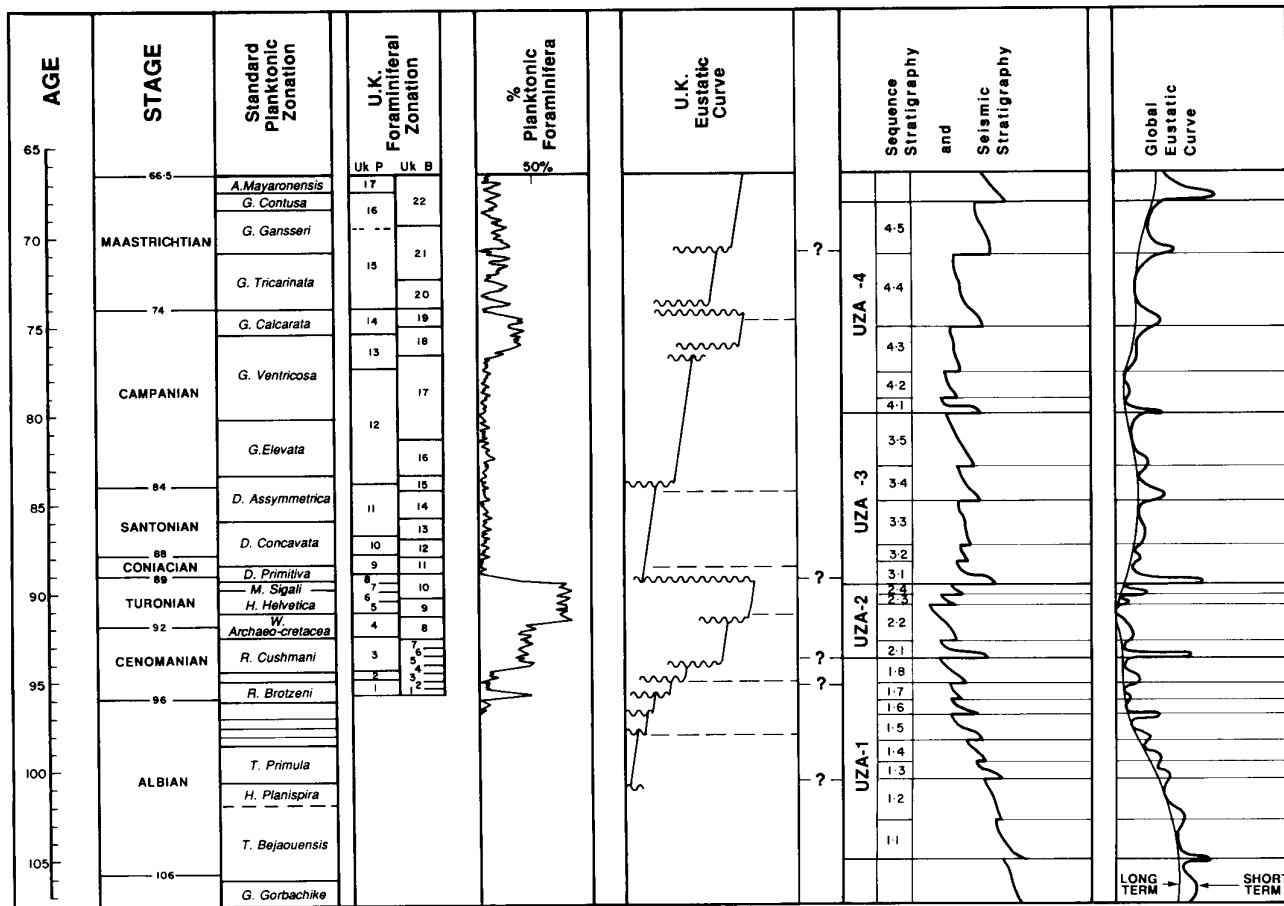 AGE
STAGE
Standard
Planktonic
Zonation
U.K.
Foraminiferal
Zonation
Uk P
Uk B
%
Planktonic
Foraminifera
50%
U.K.
Eustatic
Curve
Sequence
Stratigraphy
and
Seismic
Stratigraphy
Global
Eustatic
Curve
65
70
75
80
85
90
95
100
105
66·5
MAASTRICHTIAN
74
CAMPANIAN
84
SANTONIAN
88
CONIACIAN
89
TURONIAN
92
CENOMANIAN
96
ALBIAN
106
A.Mayaronensis
G. Contusa
G. Gansseri
G. Tricarinata
G. Calcarata
G. Ventricosa
G.Elevata
D. Assymmetrica
D. Concavata
D. Primitiva
M. Sigali
H. Helvetica
W.
Archaeo-cretacea
R. Cushmani
R. Brotzeni
T. Primula
H. Planispira
T. Bejaouensis
G. Gorbachike
17
16
15
14
13
12
11
10
9
8
7
6
5
4
3
2
1
22
21
20
19
18
17
16
15
14
13
12
11
10
9
8
7
6
5
4
3
2
1
?
?
?
?
?
UZA -4
UZA -3
UZA-2
UZA-1
4·5
4·4
4·3
4·2
4·1
3·5
3·4
3·3
3·2
3·1
2·4
2·3
2·2
2·1
1·8
1·7
1·6
1·5
1·4
1·3
1·2
1·1
LONG
TERM
SHORT
TERM